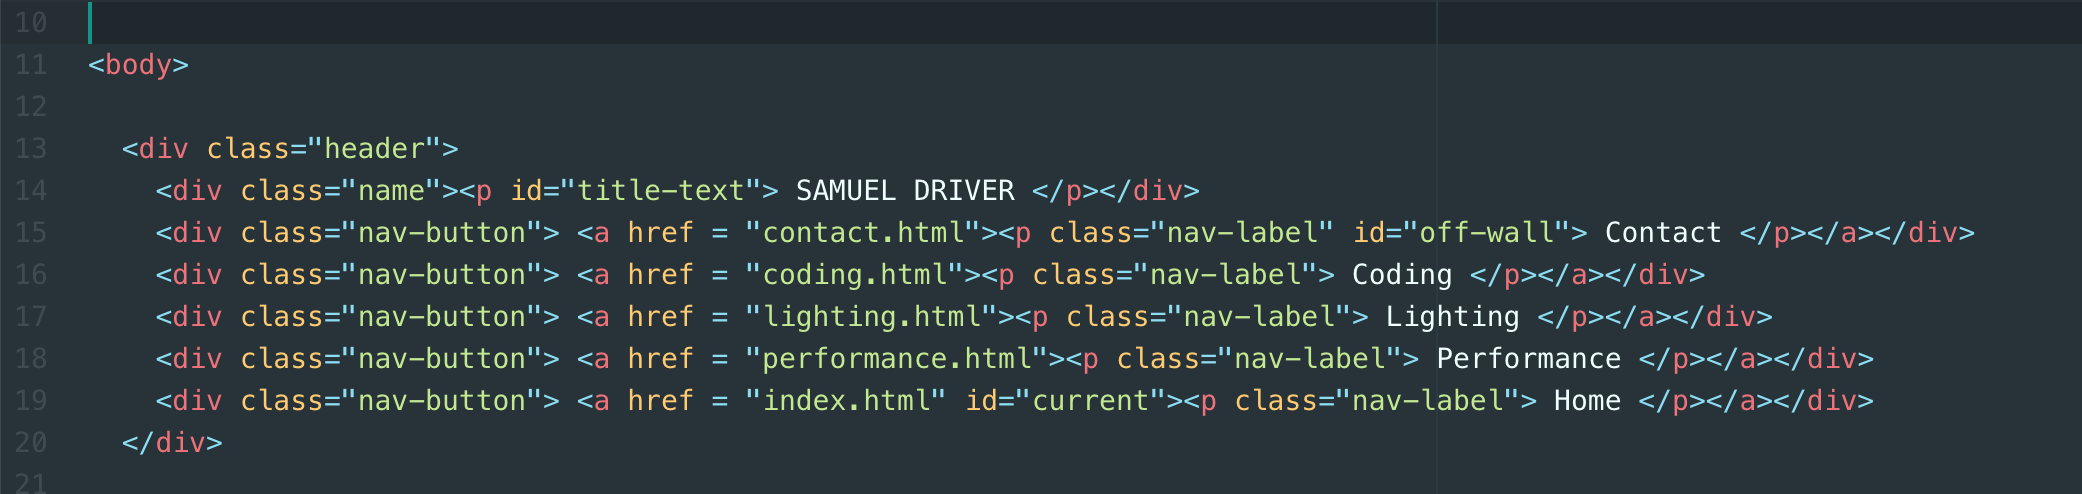 10
11 <body>
12
13 <div class="header">
14 <div class="name"><p id="title-text"> SAMUEL DRIVER </p></div>
15 <div class="nav-button"> <a href = "contact.html"><p class="nav-label" id="off-wall"> Contact </p></a></div>
16 <div class="nav-button"> <a href = "coding.html"><p class="nav-label"> Coding </p></a></div>
17 <div class="nav-button"> <a href = "lighting.html"><p class="nav-label"> Lighting </p></a></div>
18 <div class="nav-button"> <a href = "performance.html"><p class="nav-label"> Performance </p></a></div>
19 <div class="nav-button"> <a href = "index.html" id="current"><p class="nav-label"> Home </p></a></div>
20 </div>
21